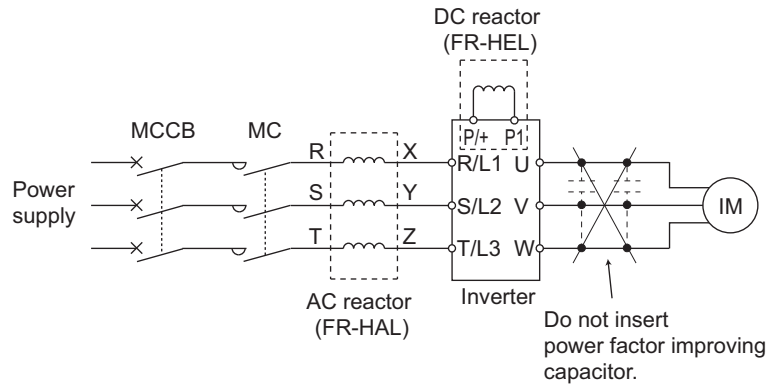 DC reactor
(FR-HEL)
MCCB
MC
P/+
P1
R
X
R/L1
U
Power
supply
S
Y
S/L2
V
IM
T
Z
T/L3
W
AC reactor
(FR-HAL)
Inverter
Do not insert
power factor improving
capacitor.